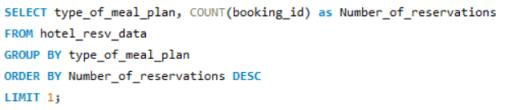 SELECT type_of_meal_plan, COUNT(booking_id) as Number_of_reservations
FROM hotel_resv_data
GROUP BY type_of_meal_plan
ORDER BY Number_of_reservations DESC
LIMIT 1;